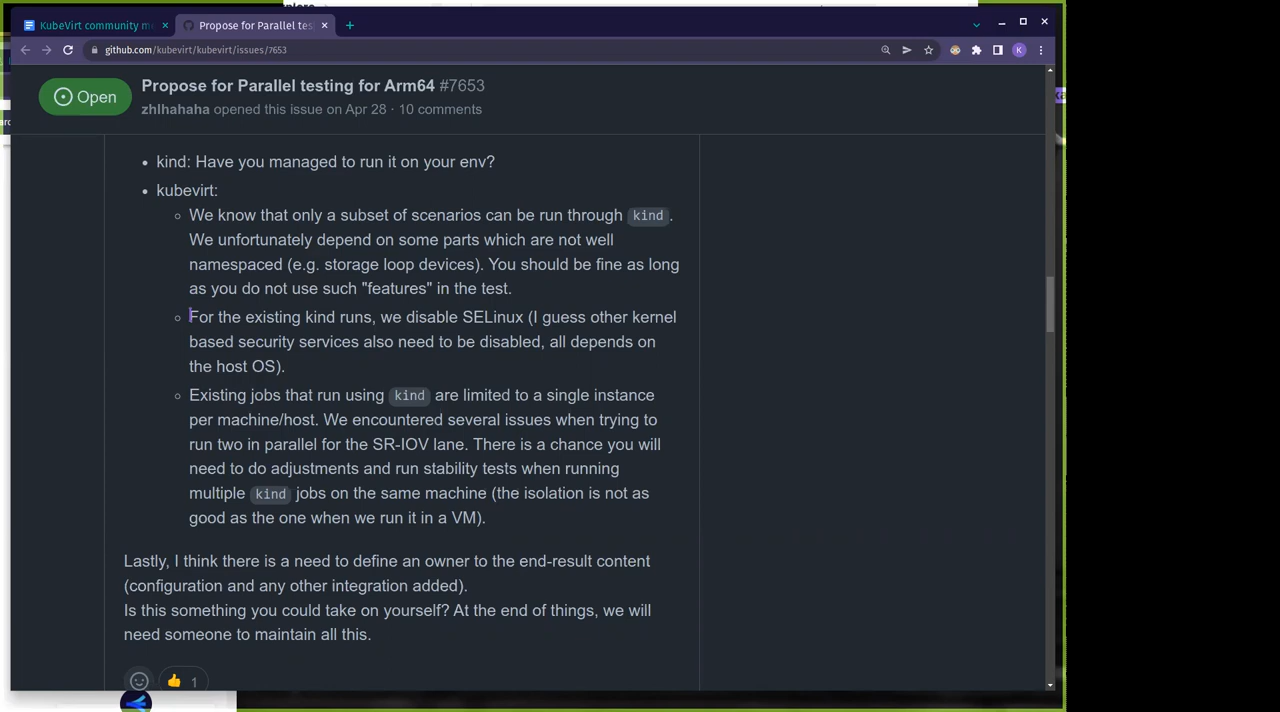 KubeVirt community m
Propose for Parallel tes
github.com/kubevirt/kubevirt/issues/7653
K
Open
Propose for Parallel testing for Arm64 #7653
zhlhahaha opened this issue on Apr 28 · 10 comments
• kind: Have you managed to run it on your env?
• kubevirt:
We know that only a subset of scenarios can be run through kind.
We unfortunately depend on some parts which are not well
namespaced (e.g. storage loop devices). You should be fine as long
as you do not use such "features" in the test.
For the existing kind runs, we disable SELinux (I guess other kernel
based security services also need to be disabled, all depends on
the host OS).
Existing jobs that run using kind are limited to a single instance
per machine/host. We encountered several issues when trying to
run two in parallel for the SR-IOV lane. There is a chance you will
need to do adjustments and run stability tests when running
multiple kind jobs on the same machine (the isolation is not as
good as the one when we run it in a VM).
Lastly, I think there is a need to define an owner to the end-result content
(configuration and any other integration added).
Is this something you could take on yourself? At the end of things, we will
need someone to maintain all this.
1